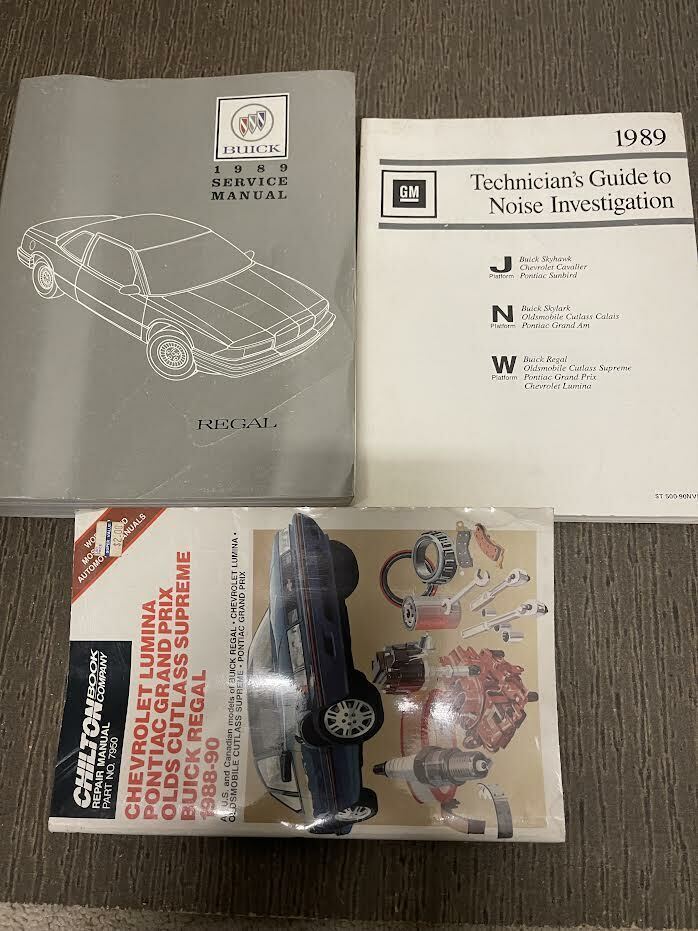 BUICK
1989
SERVICE
MANUAL
REGAL
1989
GM
Technician's Guide to
Noise Investigation
J
Platform
Buick Skyhawk
Chevrolet Cavalier
Pontiac Sunbird
N
Platform
Buick Skylark
Oldsmobile Cutlass Calais
Pontiac Grand Am
W
Platform
Buick Regal
Oldsmobile Cutlass Supreme
Pontiac Grand Prix
Chevrolet Lumina
ST 500-90NV
CHILTON BOOK COMPANY
REPAIR MANUAL
PART NO. 7950
CHEVROLET LUMINA
PONTIAC GRAND PRIX
OLDS CUTLASS SUPREME
BUICK REGAL
1988-90
U.S. and Canadian models of BUICK REGAL • CHEVROLET LUMINA •
OLDSMOBILE CUTLASS SUPREME • PONTIAC GRAND PRIX